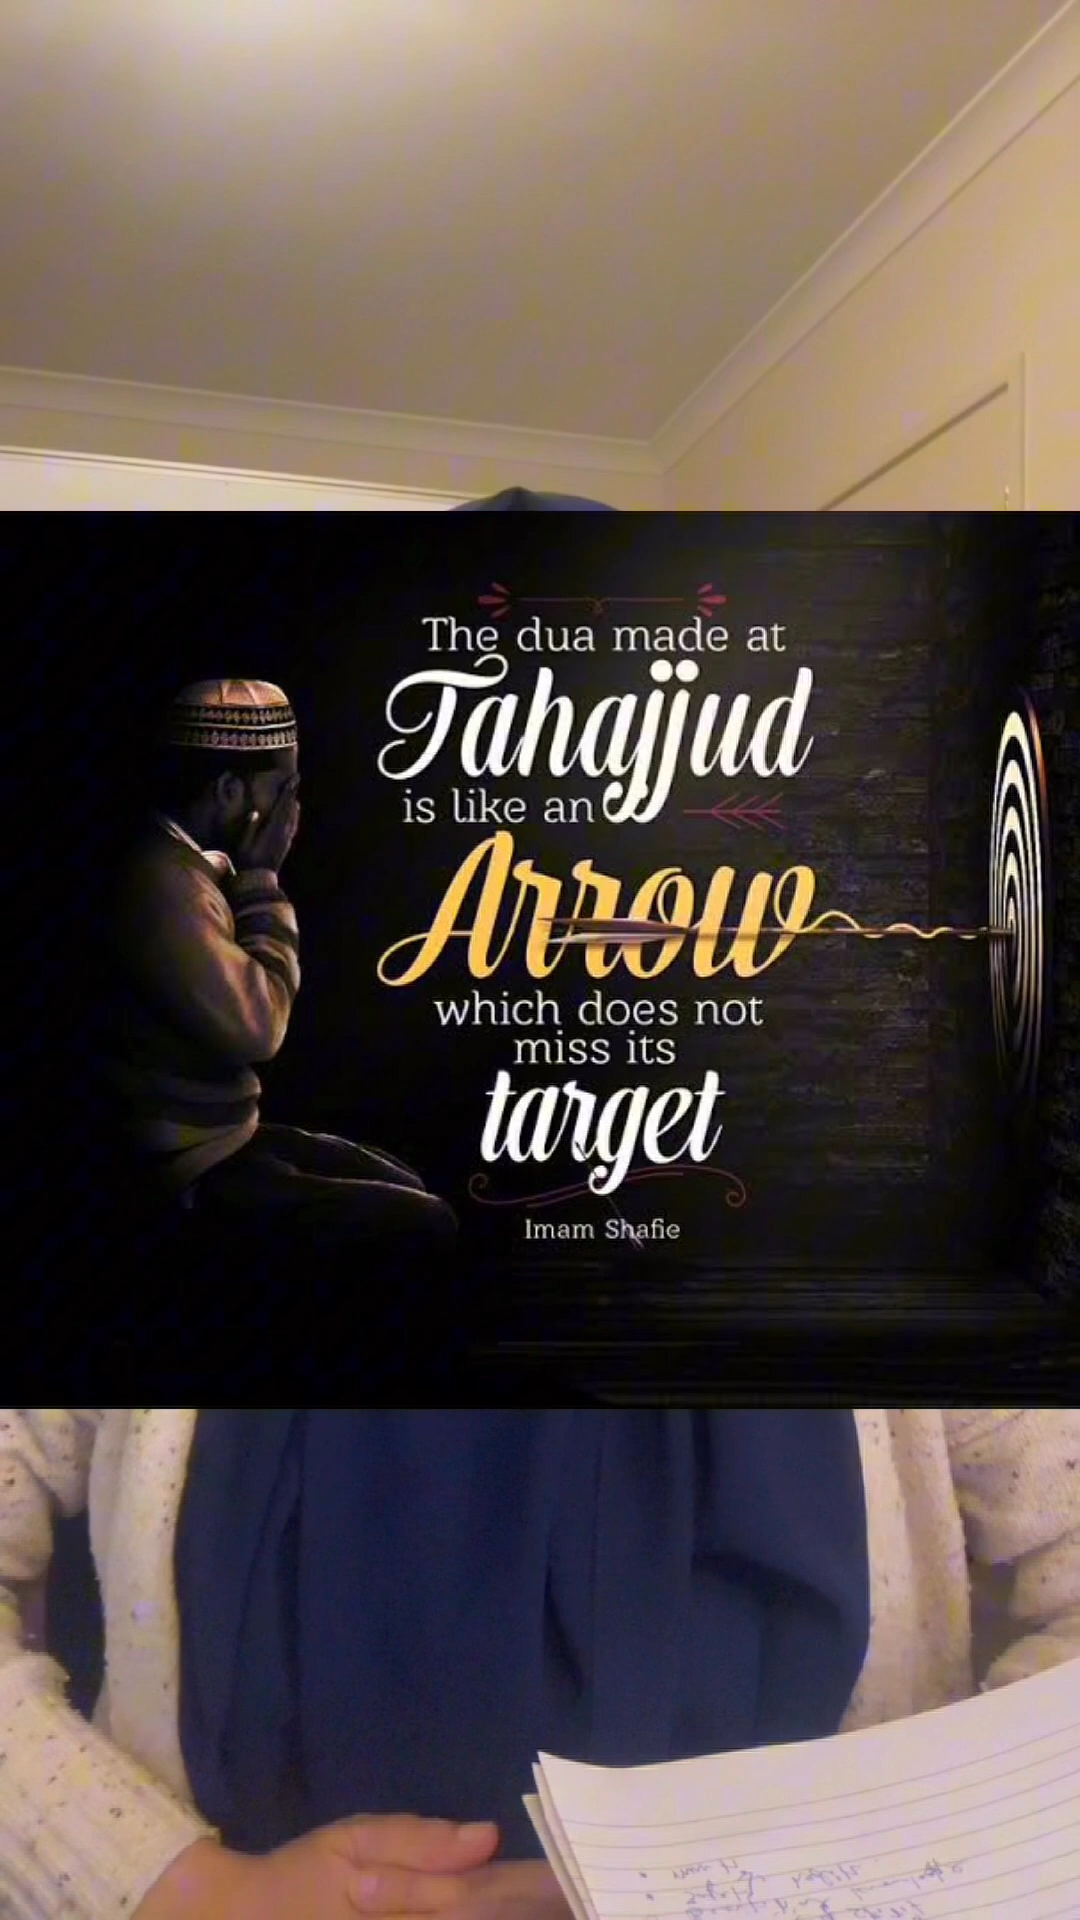 The dua made at
Tahajjud
is like an
Arrow
which does not
miss its
target
Imam Shafie